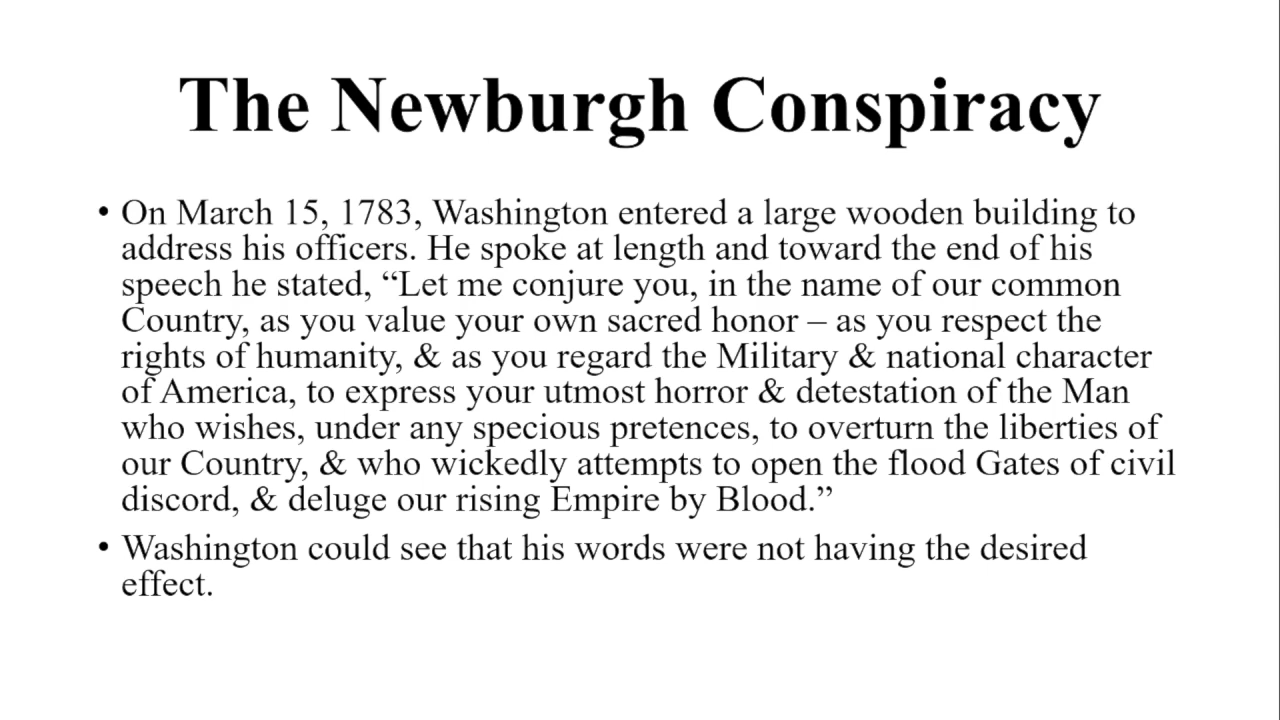 The Newburgh Conspiracy
• On March 15, 1783, Washington entered a large wooden building to
address his officers. He spoke at length and toward the end of his
speech he stated, “Let me conjure you, in the name of our common
Country, as you value your own sacred honor – as you respect the
rights of humanity, & as you regard the Military & national character
of America, to express your utmost horror & detestation of the Man
who wishes, under any specious pretences, to overturn the liberties of
our Country, & who wickedly attempts to open the flood Gates of civil
discord, & deluge our rising Empire by Blood.”
• Washington could see that his words were not having the desired
effect.